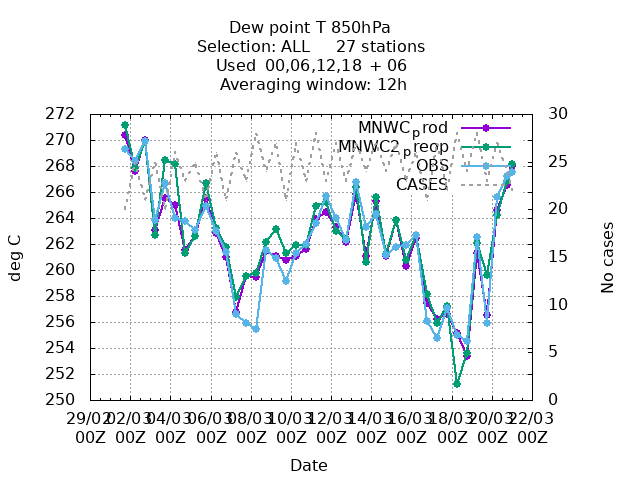 Dew point T 850hPa
Selection: ALL 27 stations
Used 00,06,12,18 + 06
Averaging window: 12h
272
270
268
266
264
262
260
258
256
254
252
250
deg C
30
25
20
15
10
5
0
No cases
MNWC_prod
MNWC2_preop
OBS
CASES
29/02 02/03 04/03 06/03 08/03 10/03 12/03 14/03 16/03 18/03 20/03 22/03
00Z 00Z 00Z 00Z 00Z 00Z 00Z 00Z 00Z 00Z 00Z 00Z
Date